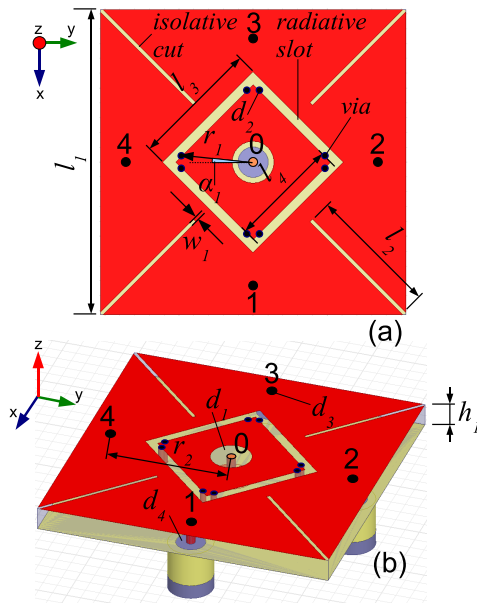 3
isolative
cut
radiative
slot
z
y
x
l3
d2
via
r1
0
4
2
l1
α1
l4
w1
l2
1
(a)
z
y
x
3
h1
4
d1
d3
0
r2
2
1
d4
(b)